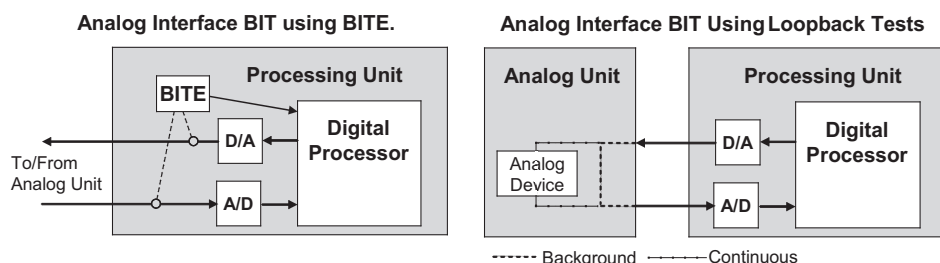 Analog Interface BIT using BITE.
Processing Unit
BITE
D/A
Digital
Processor
To/From
Analog Unit
A/D
Analog Interface BIT Using Loopback Tests
Analog Unit
Processing Unit
D/A
Digital
Processor
Analog
Device
A/D
Background
Continuous